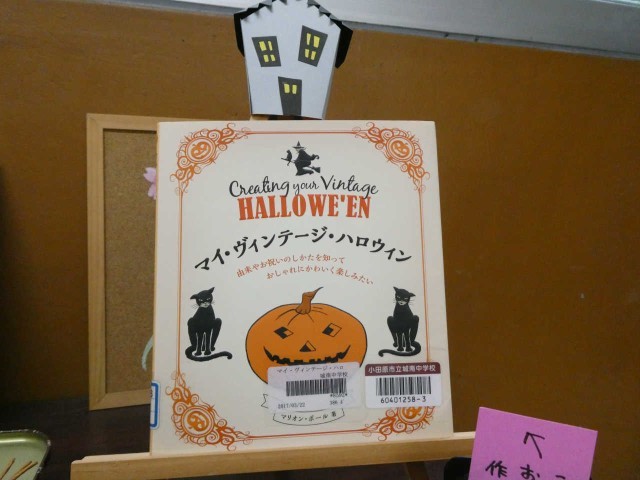 Creating your Vintage
HALLOWE'EN
マイ・ヴィンテージ・ハロウィン
由来やお祝いのしかたを知って
おしゃれにかわいく楽しみたい
マイ・ヴィンテージ・ハロ
城南中学校
小田原市立城南中学校
60401258-3
マリオン・ポール 著
←
作 お